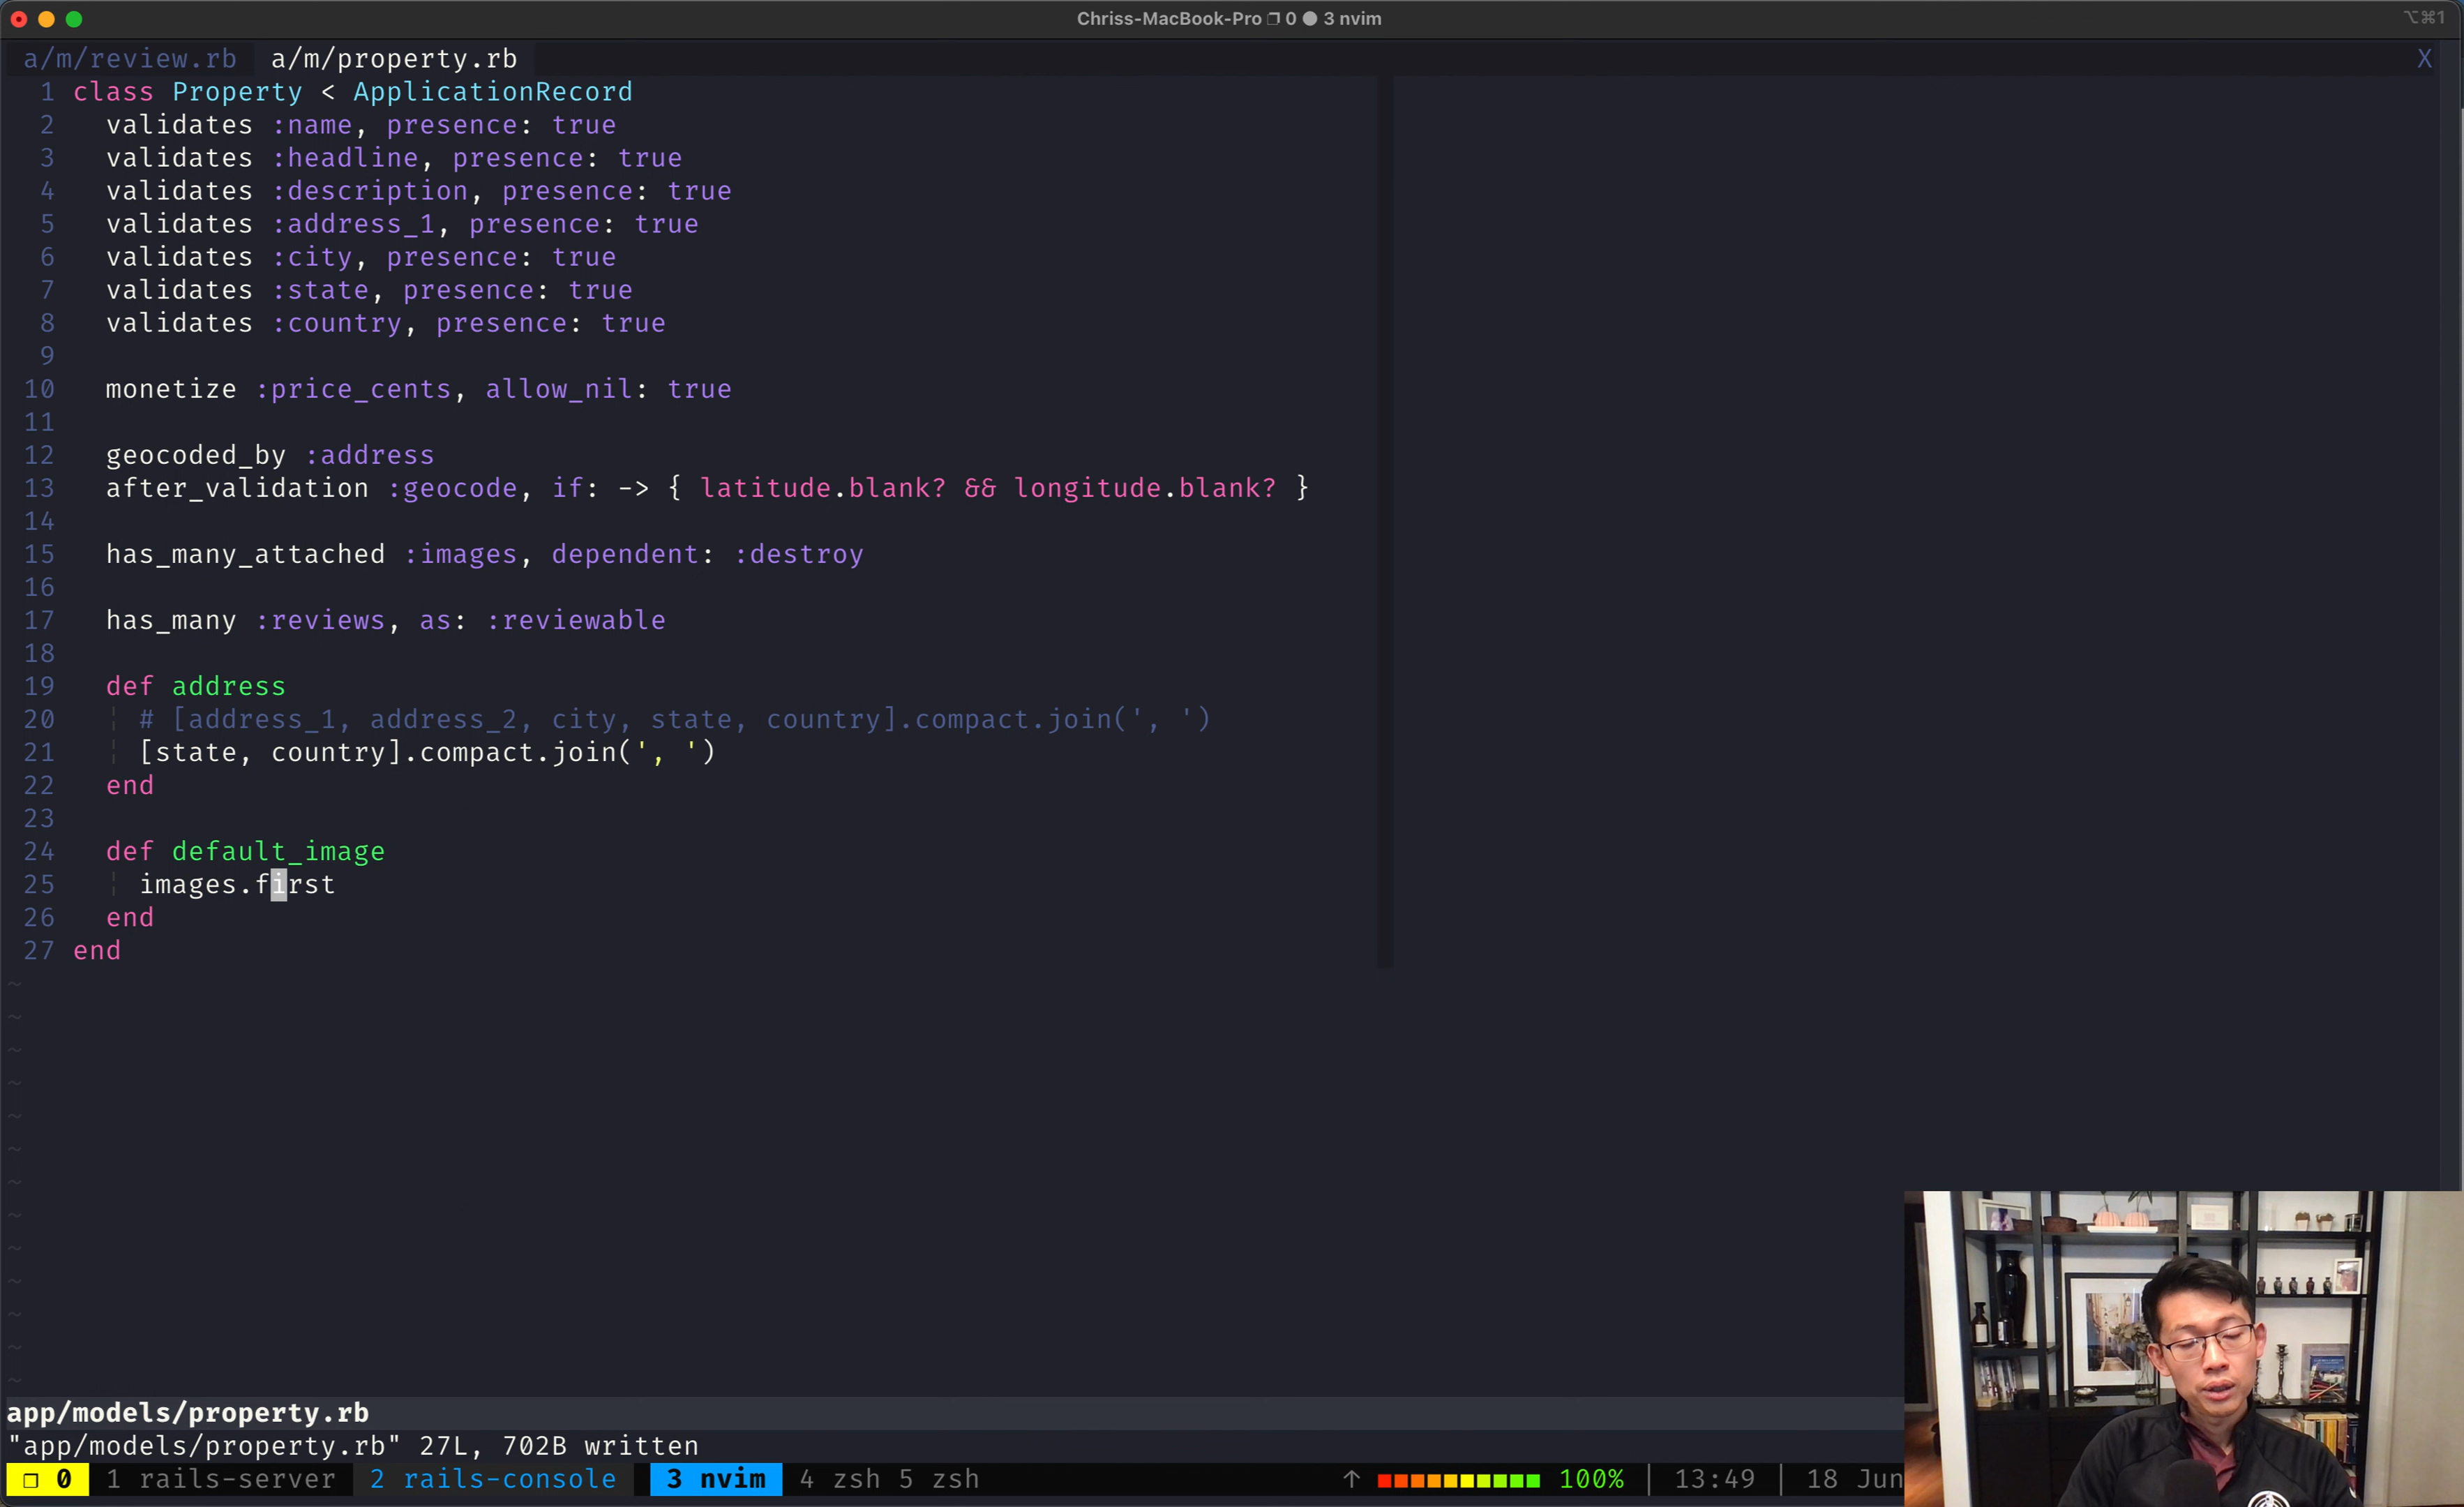 Chriss-MacBook-Pro ❐ 0 ● 3 nvim
⌥⌘1
a/m/review.rb a/m/property.rb X
1 class Property < ApplicationRecord
2   validates :name, presence: true
3   validates :headline, presence: true
4   validates :description, presence: true
5   validates :address_1, presence: true
6   validates :city, presence: true
7   validates :state, presence: true
8   validates :country, presence: true
9
10   monetize :price_cents, allow_nil: true
11
12   geocoded_by :address
13   after_validation :geocode, if: -> { latitude.blank? && longitude.blank? }
14
15   has_many_attached :images, dependent: :destroy
16
17   has_many :reviews, as: :reviewable
18
19   def address
20     # [address_1, address_2, city, state, country].compact.join(', ')
21     [state, country].compact.join(', ')
22   end
23
24   def default_image
25     images.first
26   end
27 end
~
~
~
~
~
~
~
~
~
~
~
~
~
app/models/property.rb
"app/models/property.rb" 27L, 702B written
❐ 0 1 rails-server 2 rails-console 3 nvim 4 zsh 5 zsh ↑ 100% | 13:49 | 18 Jun